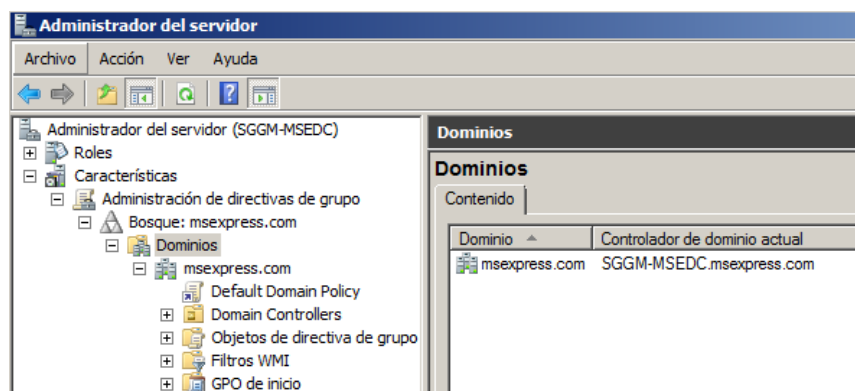 Administrador del servidor
Archivo Acción Ver Ayuda
Administrador del servidor (SGGM-MSEDC)
Roles
Características
Administración de directivas de grupo
Bosque: msexpress.com
Dominios
msexpress.com
Default Domain Policy
Domain Controllers
Objetos de directiva de grupo
Filtros WMI
GPO de inicio
Dominios
Dominios
Contenido
Dominio Controlador de dominio actual
msexpress.com SGGM-MSEDC.msexpress.com